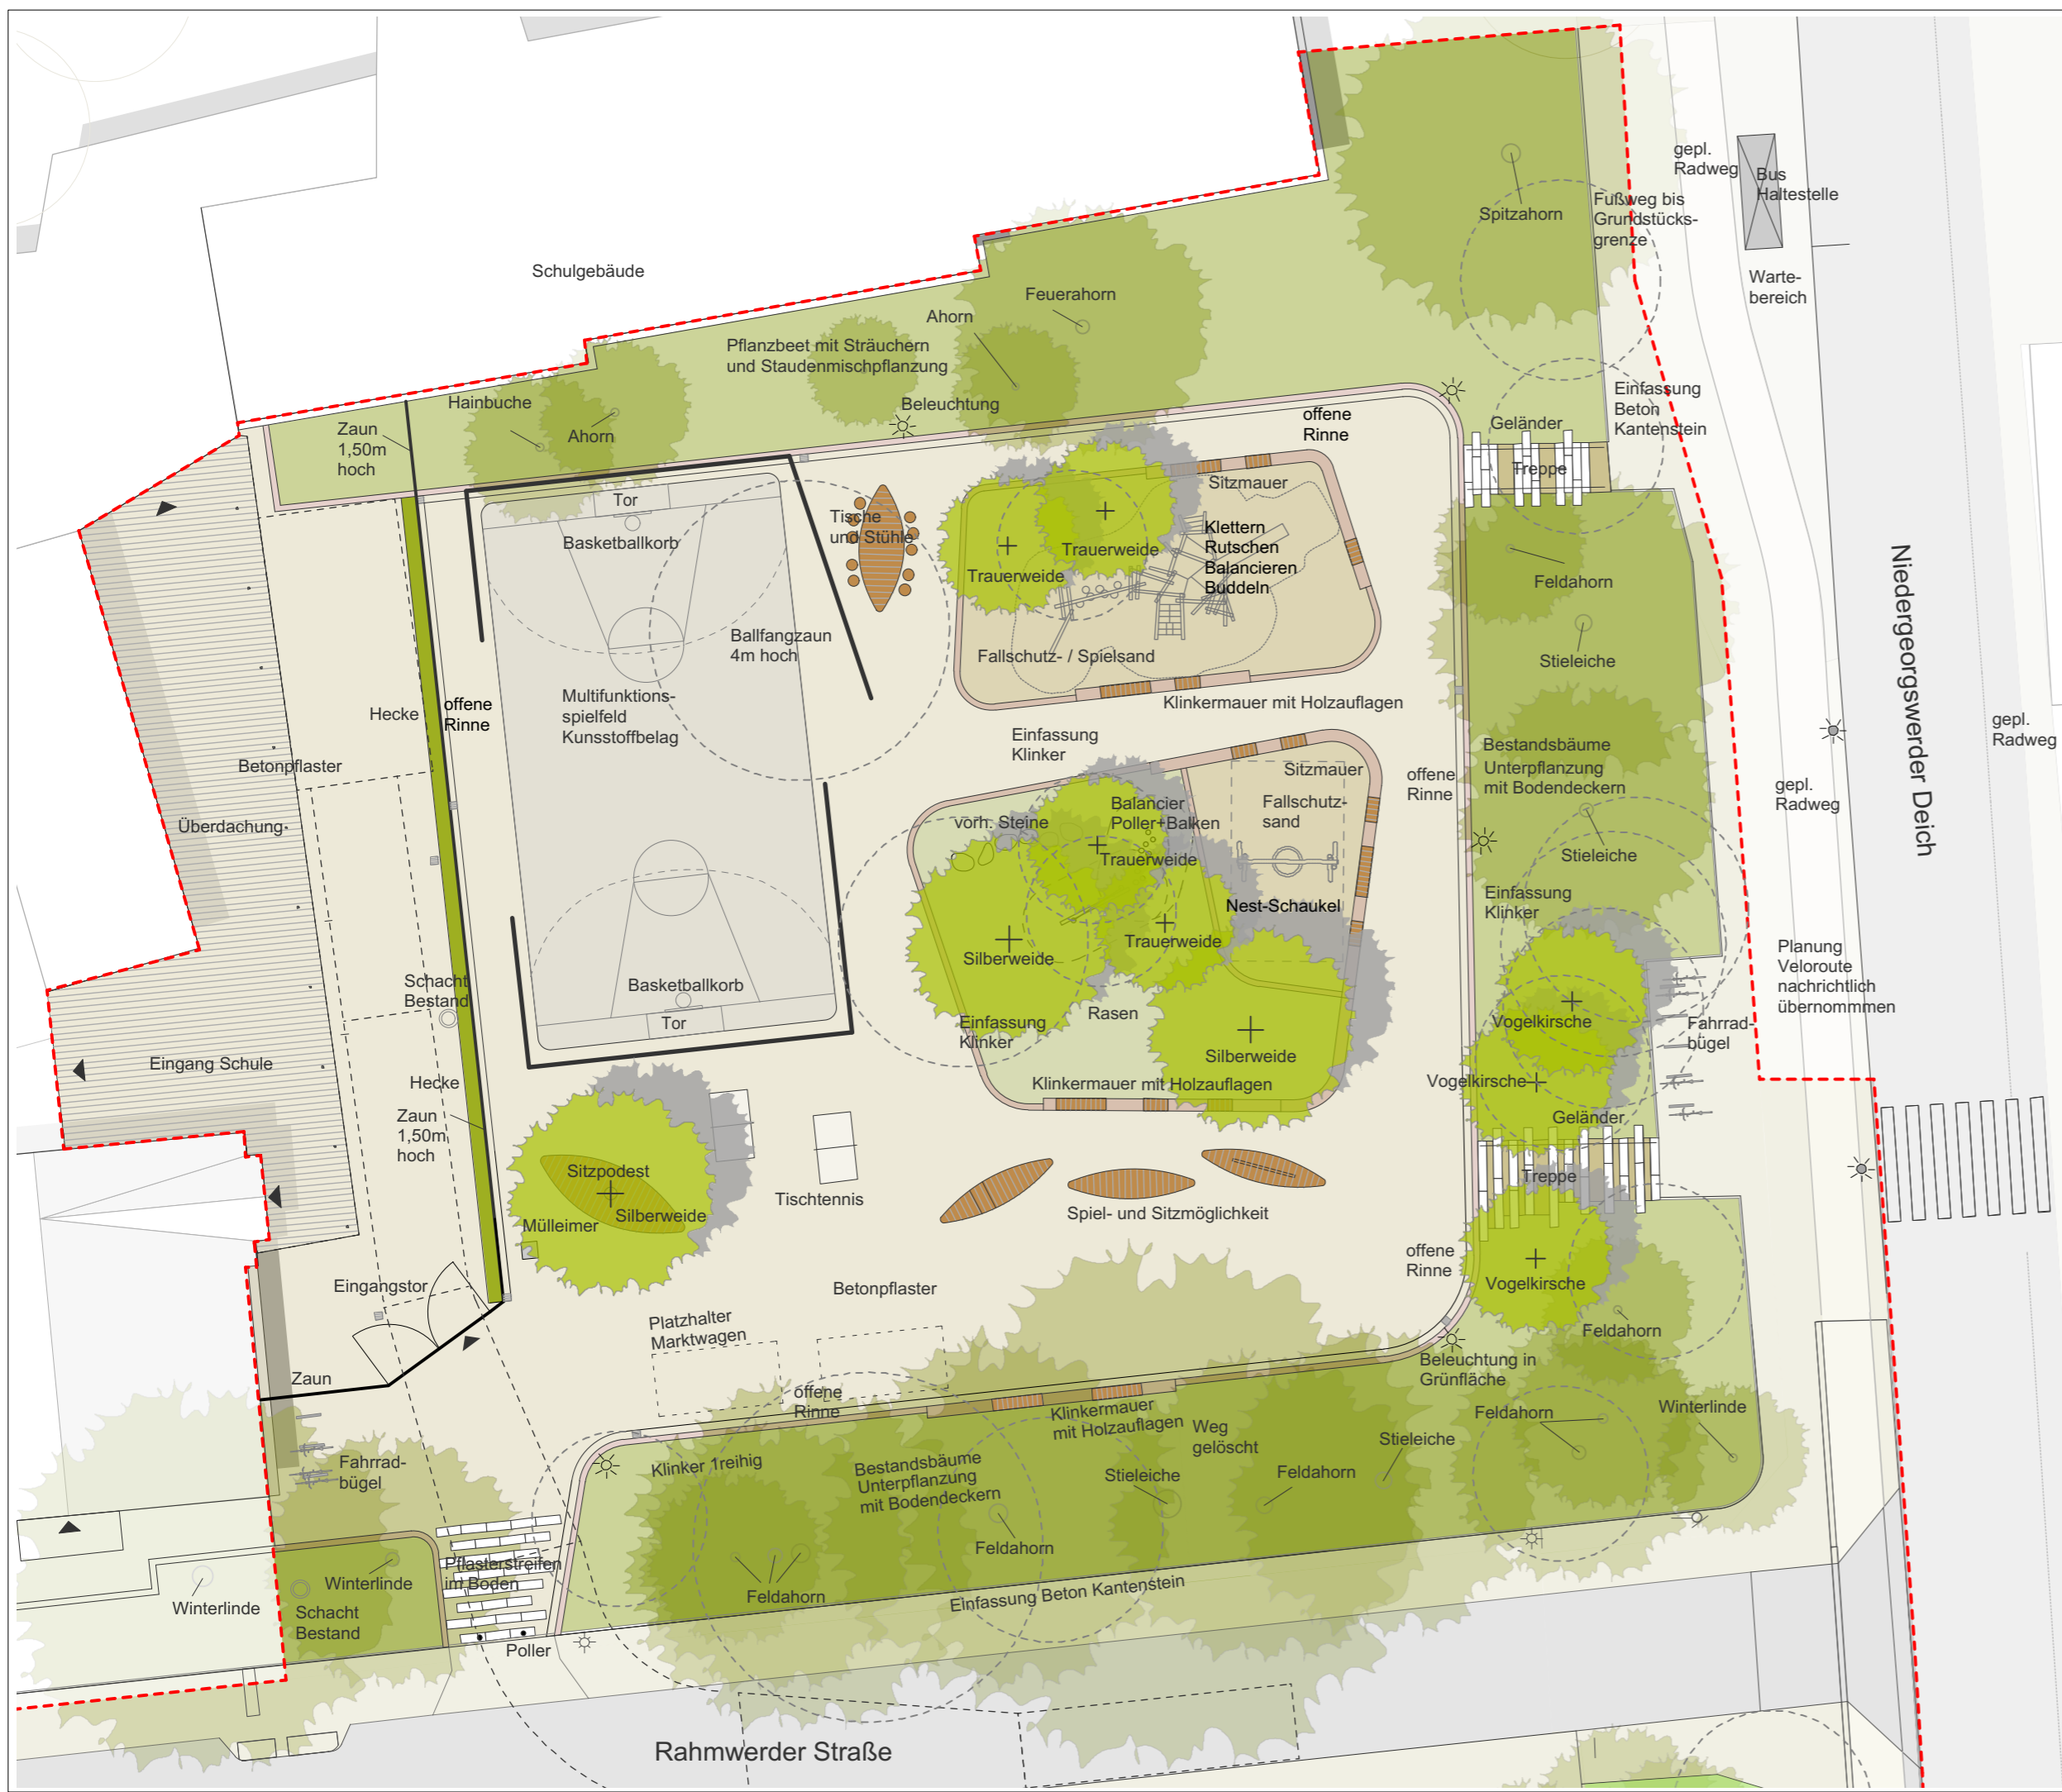 gepl.
Radweg
Bus
Haltestelle
Spitzahorn
Fußweg bis
Grundstücks-
grenze
Schulgebäude
Warte-
bereich
Feuerahorn
Ahorn
Pflanzbeet mit Sträuchern
und Staudenmischpflanzung
Hainbuche
Ahorn
Beleuchtung
Zaun
1,50m
hoch
offene
Rinne
Einfassung
Beton
Kantenstein
Geländer
Treppe
Tor
Basketballkorb
Tische
und Stühle
Sitzmauer
Trauerweide
Trauerweide
Klettern
Rutschen
Balancieren
Buddeln
Feldahorn
Niedergeorgswerder Deich
Ballfangzaun
4m hoch
Fallschutz- / Spielsand
Stieleiche
Hecke
offene
Rinne
Multifunktions-
spielfeld
Kunsstoffbelag
Klinkermauer mit Holzauflagen
Einfassung
Klinker
gepl.
Radweg
Betonpflaster
Sitzmauer
offene
Rinne
Bestandsbäume
Unterpflanzung
mit Bodendeckern
gepl.
Radweg
Überdachung
vorh. Steine
Balancier
Poller+Balken
Fallschutz-
sand
Trauerweide
Stieleiche
Einfassung
Klinker
Nest-Schaukel
Trauerweide
Silberweide
Planung
Veloroute
nachrichtlich
übernommmen
Schacht
Bestand
Basketballkorb
Tor
Einfassung
Klinker
Rasen
Silberweide
Vogelkirsche
Fahrrad-
bügel
Eingang Schule
Hecke
Klinkermauer mit Holzauflagen
Vogelkirsche
Zaun
1,50m
hoch
Geländer
Treppe
Sitzpodest
Silberweide
Mülleimer
Tischtennis
Spiel- und Sitzmöglichkeit
offene
Rinne
Vogelkirsche
Eingangstor
Betonpflaster
Platzhalter
Marktwagen
Feldahorn
Zaun
offene
Rinne
Beleuchtung in
Grünfläche
Klinkermauer
mit Holzauflagen
Weg
gelöscht
Feldahorn
Winterlinde
Stieleiche
Fahrrad-
bügel
Klinker 1reihig
Bestandsbäume
Unterpflanzung
mit Bodendeckern
Stieleiche
Feldahorn
Feldahorn
Pflasterstreifen
im Boden
Winterlinde
Winterlinde
Schacht
Bestand
Feldahorn
Einfassung Beton Kantenstein
Poller
Rahmwerder Straße